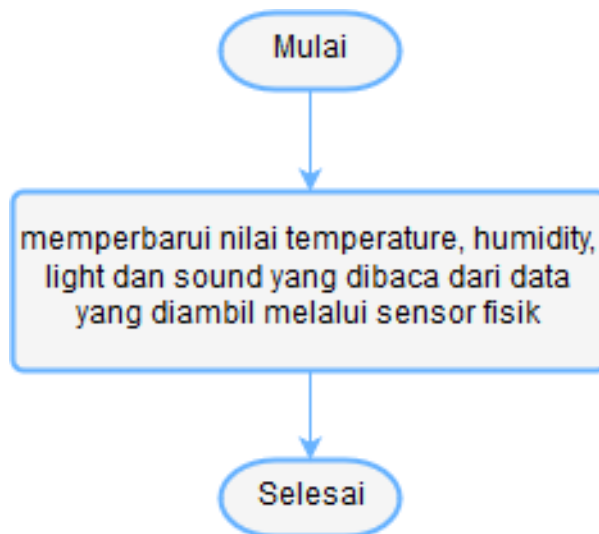 Mulai
memperbarui nilai temperature, humidity,
light dan sound yang dibaca dari data
yang diambil melalui sensor fisik
Selesai